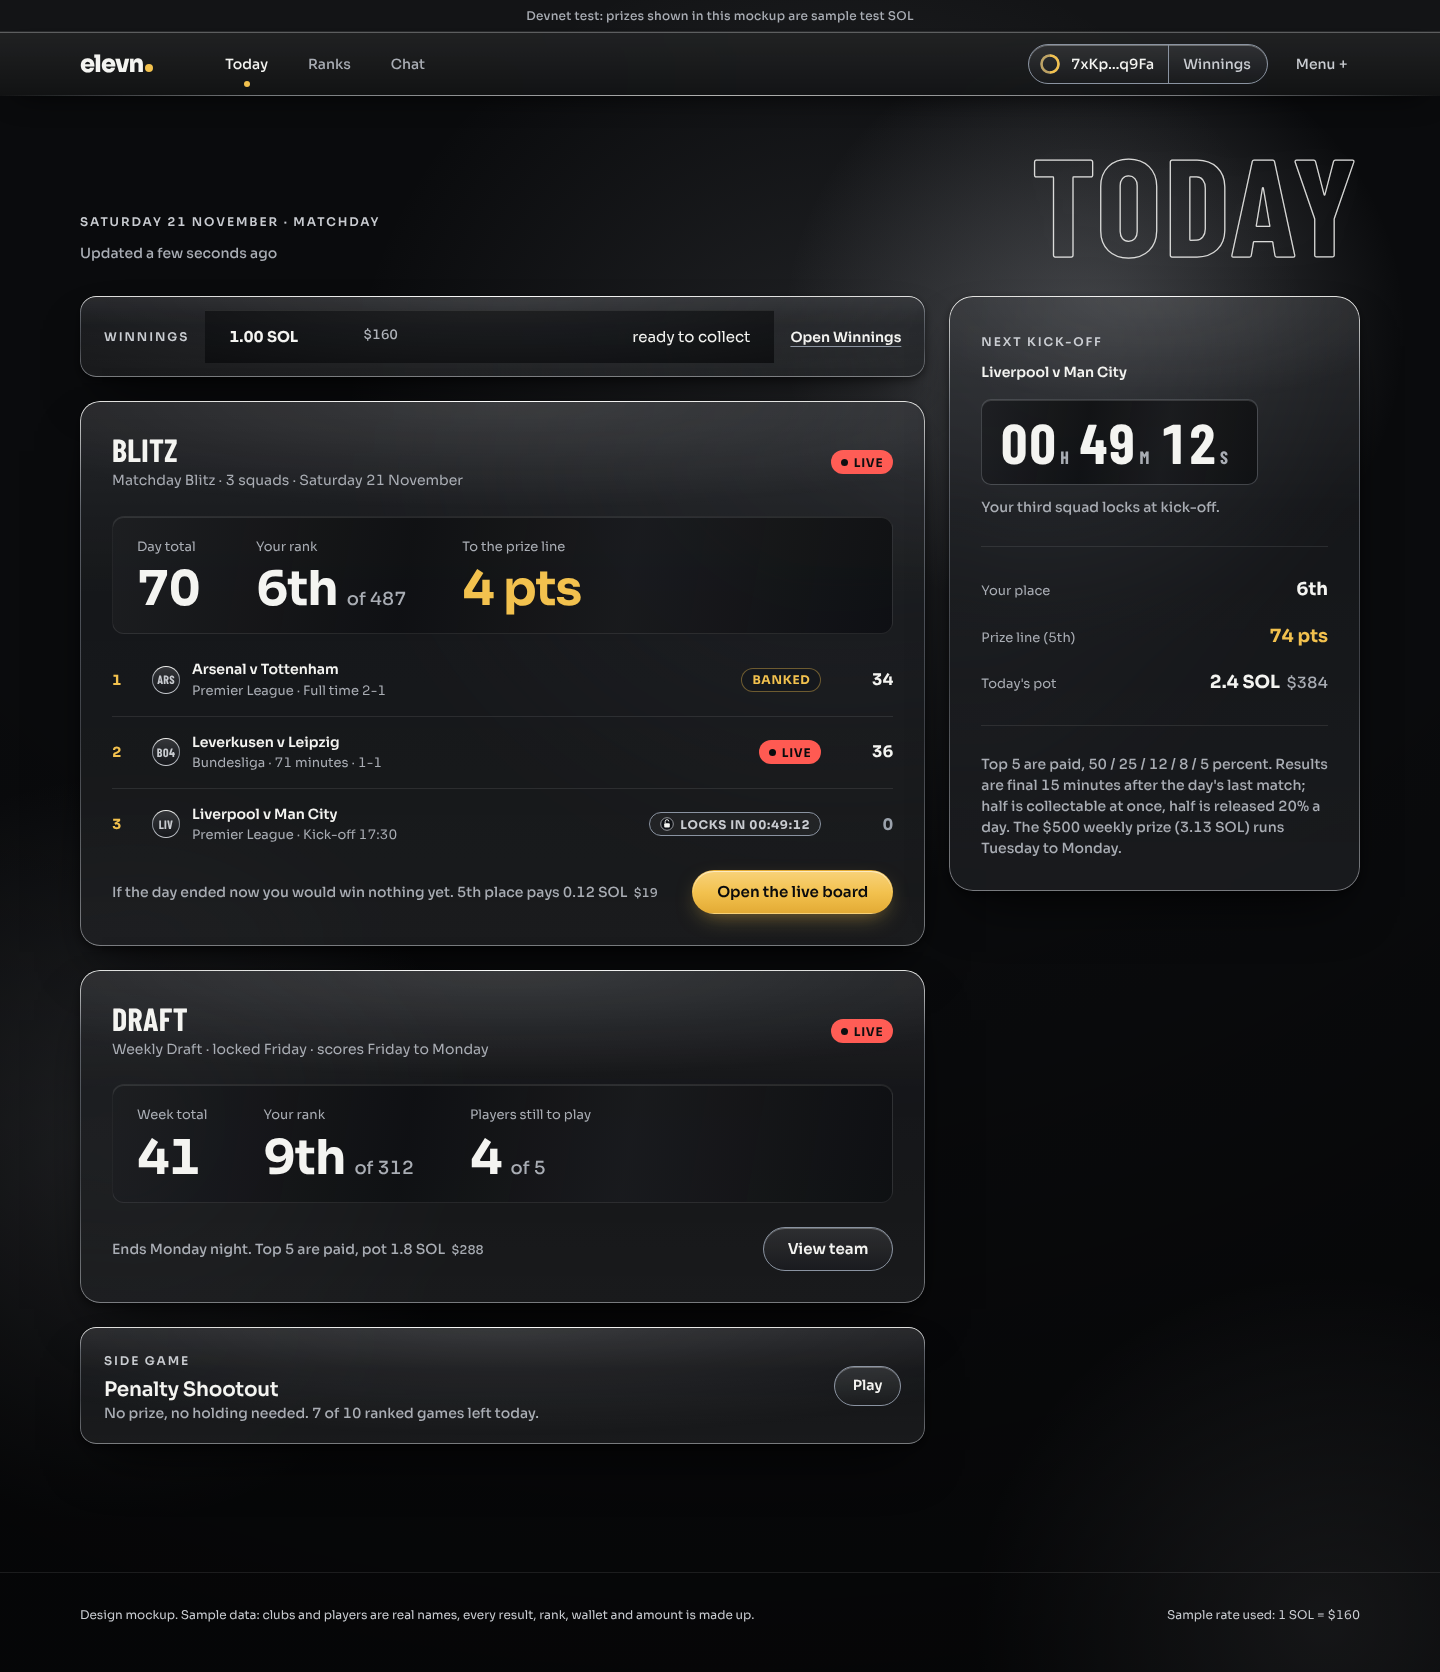 Devnet test: prizes shown in this mockup are sample test SOL
elevn.
Today
Ranks
Chat
7xKp...q9Fa
Winnings
Menu +
TODAY
SATURDAY 21 NOVEMBER · MATCHDAY
Updated a few seconds ago
WINNINGS
1.00 SOL
$160
ready to collect
Open Winnings
BLITZ
Matchday Blitz · 3 squads · Saturday 21 November
LIVE
Day total
70
Your rank
6th of 487
To the prize line
4 pts
1
ARS
Arsenal v Tottenham
Premier League · Full time 2-1
BANKED
34
2
B04
Leverkusen v Leipzig
Bundesliga · 71 minutes · 1-1
LIVE
36
3
LIV
Liverpool v Man City
Premier League · Kick-off 17:30
LOCKS IN 00:49:12
0
If the day ended now you would win nothing yet. 5th place pays 0.12 SOL $19
Open the live board
NEXT KICK-OFF
Liverpool v Man City
00 H 49 M 12 S
Your third squad locks at kick-off.
Your place
6th
Prize line (5th)
74 pts
Today's pot
2.4 SOL $384
Top 5 are paid, 50 / 25 / 12 / 8 / 5 percent. Results
are final 15 minutes after the day's last match;
half is collectable at once, half is released 20% a
day. The $500 weekly prize (3.13 SOL) runs
Tuesday to Monday.
DRAFT
Weekly Draft · locked Friday · scores Friday to Monday
LIVE
Week total
41
Your rank
9th of 312
Players still to play
4 of 5
Ends Monday night. Top 5 are paid, pot 1.8 SOL $288
View team
SIDE GAME
Penalty Shootout
No prize, no holding needed. 7 of 10 ranked games left today.
Play
Design mockup. Sample data: clubs and players are real names, every result, rank, wallet and amount is made up.
Sample rate used: 1 SOL = $160